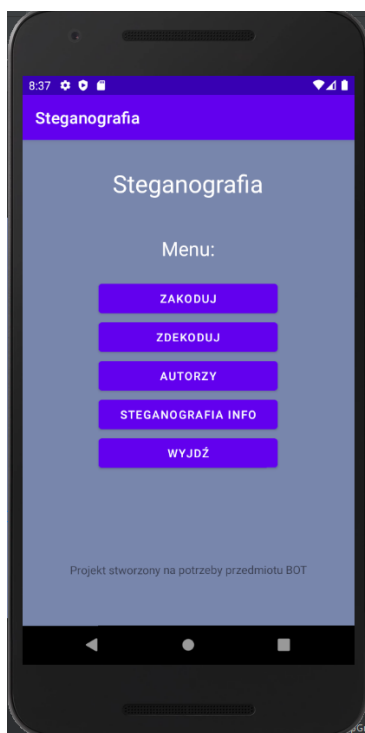 8:37
Steganografia
Steganografia
Menu:
ZAKODUJ
ZDEKODUJ
AUTORZY
STEGANOGRAFIA INFO
WYJDŹ
Projekt stworzony na potrzeby przedmiotu BOT